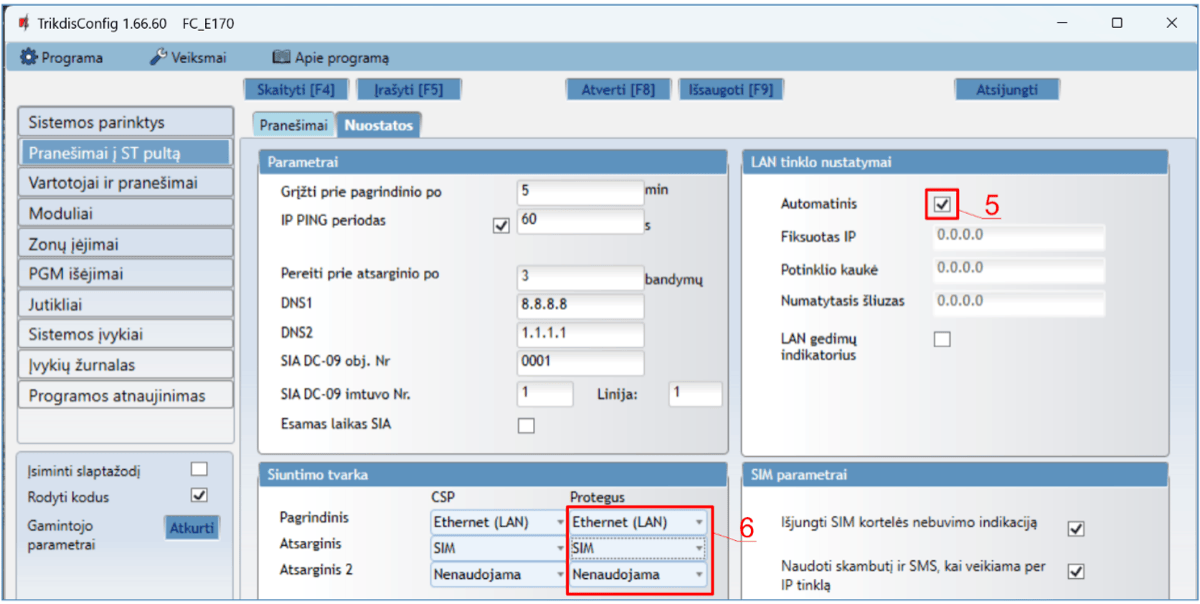 TrikdisConfig 1.66.60 FC_E170
Programa Veiksmai Apie programą
Skaityti [F4] Įrašyti [F5] Atverti [F8] Išsaugoti [F9] Atsijungti
Sistemos parinktys
Pranešimai į ST pultą
Vartotojai ir pranešimai
Moduliai
Zonų įėjimai
PGM išėjimai
Jutikliai
Sistemos įvykiai
Įvykių žurnalas
Programos atnaujinimas
Įsiminti slaptažodį
Rodyti kodus
Gamintojo
parametrai
Atkurti
Pranešimai Nuostatos
Parametrai
Grįžti prie pagrindinio po 5 min
IP PING periodas 60 s
Pereiti prie atsarginio po 3 bandymų
DNS1 8.8.8.8
DNS2 1.1.1.1
SIA DC-09 obj. Nr 0001
SIA DC-09 imtuvo Nr. 1 Linija: 1
Esamas laikas SIA
LAN tinklo nustatymai
Automatinis 5
Fiksuotas IP 0.0.0.0
Potinklio kaukė 0.0.0.0
Numatytasis šliuzas 0.0.0.0
LAN gedimų
indikatorius
Siuntimo tvarka
CSP Protegus
Pagrindinis Ethernet (LAN) Ethernet (LAN) 6
Atsarginis SIM SIM
Atsarginis 2 Nenaudojama Nenaudojama
SIM parametrai
Išjungti SIM kortelės nebuvimo indikaciją
Naudoti skambutį ir SMS, kai veikiama per
IP tinklą